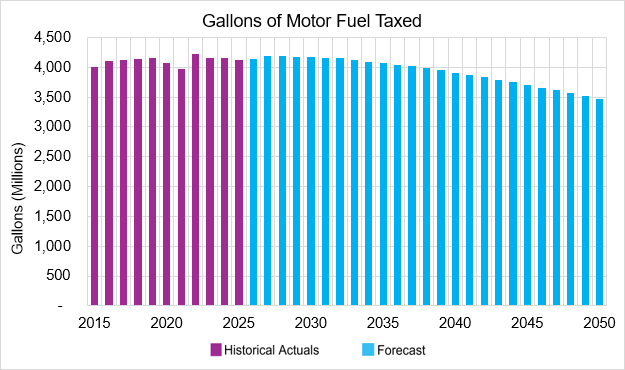 Gallons of Motor Fuel Taxed
Gallons (Millions)
4,500
4,000
3,500
3,000
2,500
2,000
1,500
1,000
500
-
2015 2020 2025 2030 2035 2040 2045 2050
Historical Actuals Forecast